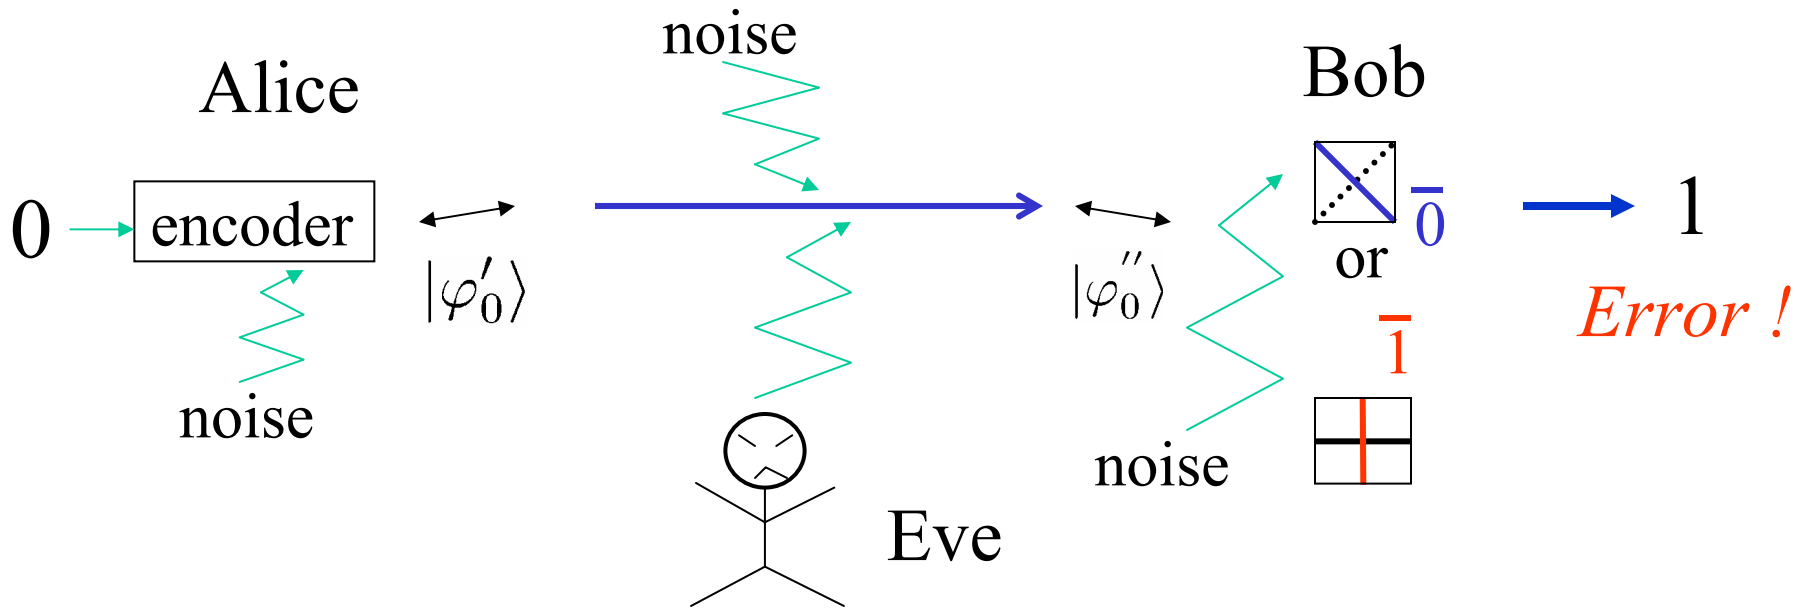 noise
Alice
Bob
0
encoder
|φ′₀⟩
|φ″₀⟩
0̅
or
1
Error !
1̅
noise
noise
Eve